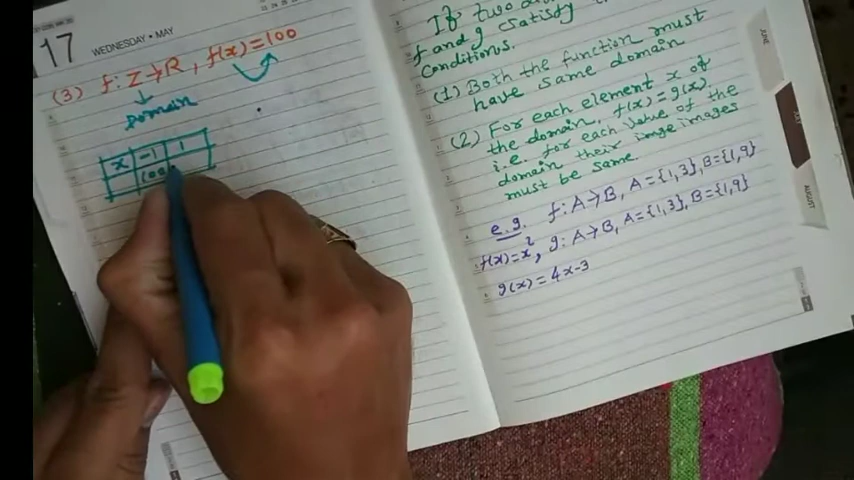 17
WEDNESDAY • MAY
(3) f: Z→R, f(x)=100
Domain
x -1 1
100
If two
f and g satisfy
Conditions.
(1) Both the function must
have same domain
(2) For each element x of
the domain, f(x)=g(x).
i.e. for each value of the
domain their imge images
must be same.
e.g. f: A→B, A={1,3}, B={1,9}
f(x)=x², g: A→B, A={1,3}, B={1,9}
g(x)=4x-3
JUNE
JULY
AUGUST